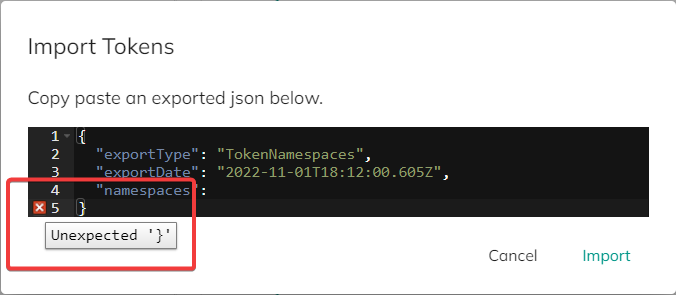 Import Tokens
Copy paste an exported json below.
1 {
2 "exportType": "TokenNamespaces",
3 "exportDate": "2022-11-01T18:12:00.605Z",
4 "namespaces":
5 }
Unexpected '}'
Cancel Import